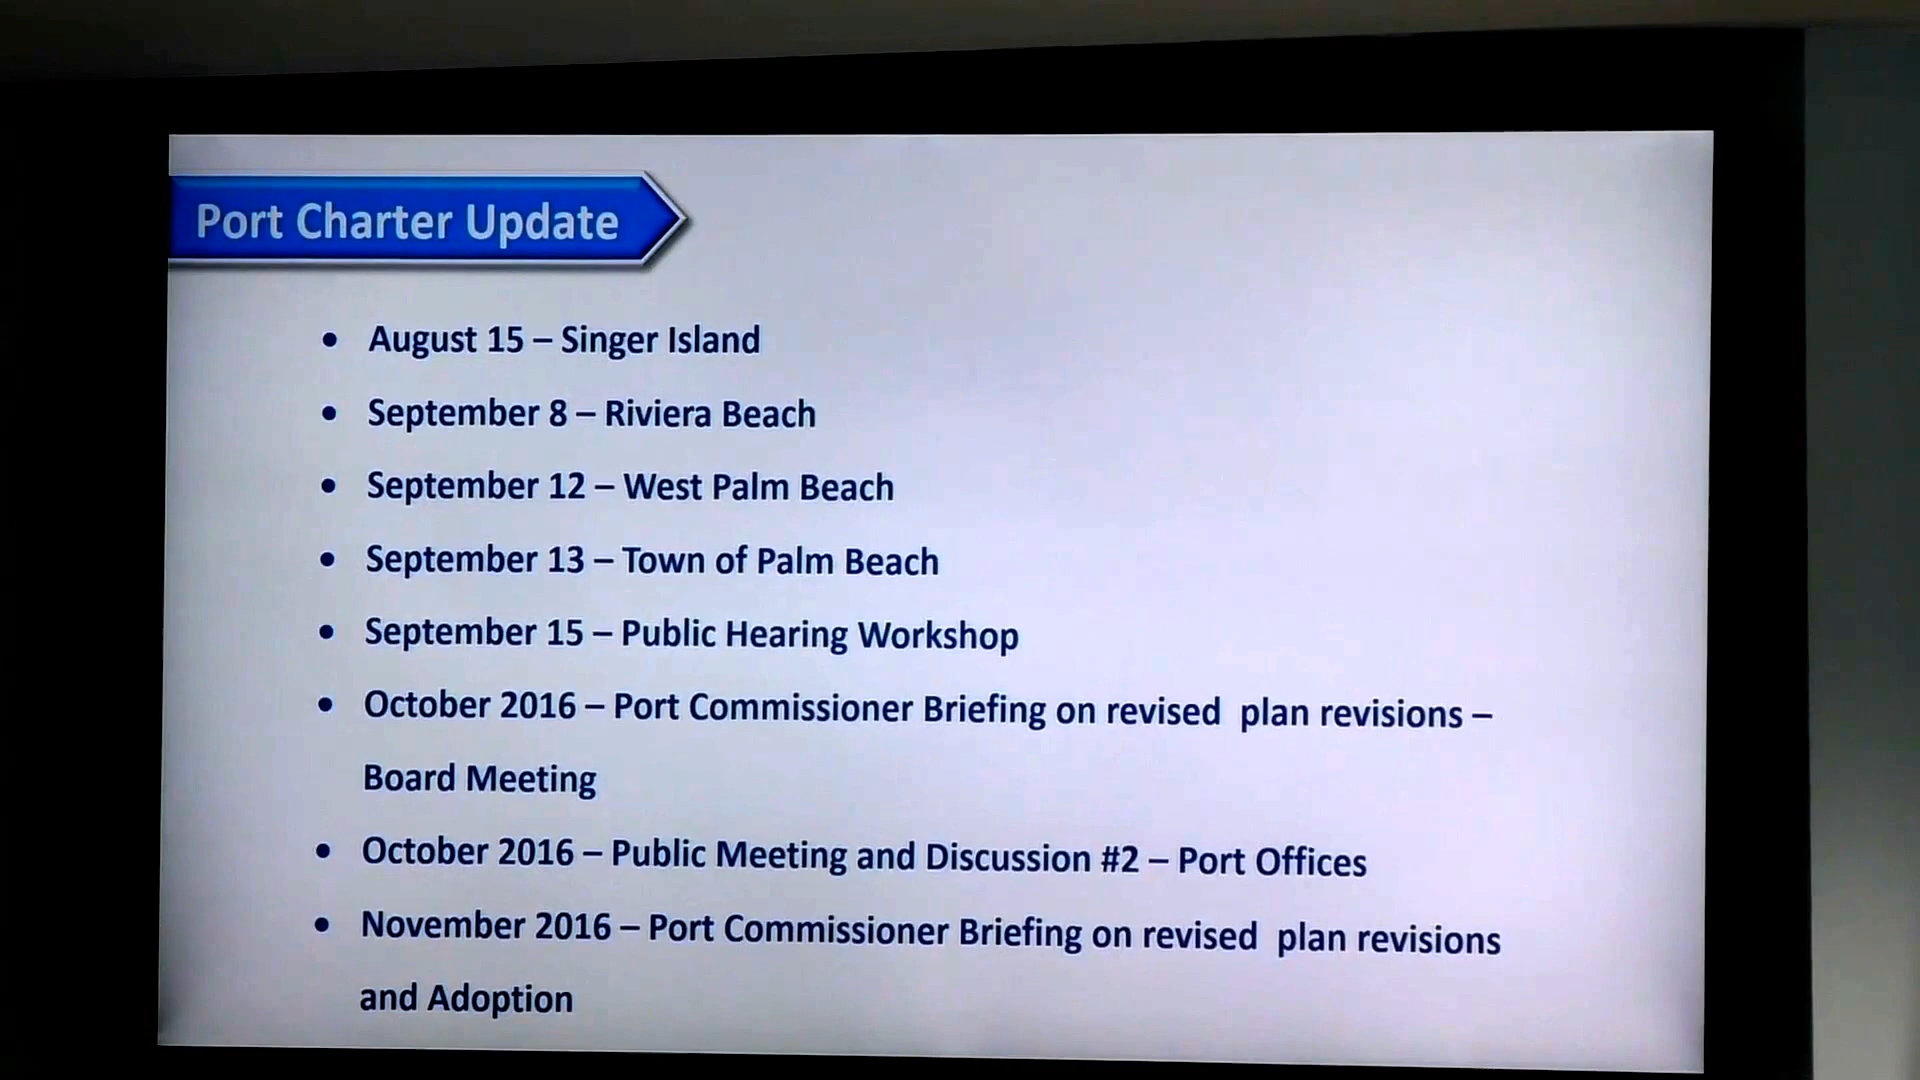 Port Charter Update
• August 15 – Singer Island
• September 8 – Riviera Beach
• September 12 – West Palm Beach
• September 13 – Town of Palm Beach
• September 15 – Public Hearing Workshop
• October 2016 – Port Commissioner Briefing on revised  plan revisions –
Board Meeting
• October 2016 – Public Meeting and Discussion #2 – Port Offices
• November 2016 – Port Commissioner Briefing on revised  plan revisions
and Adoption